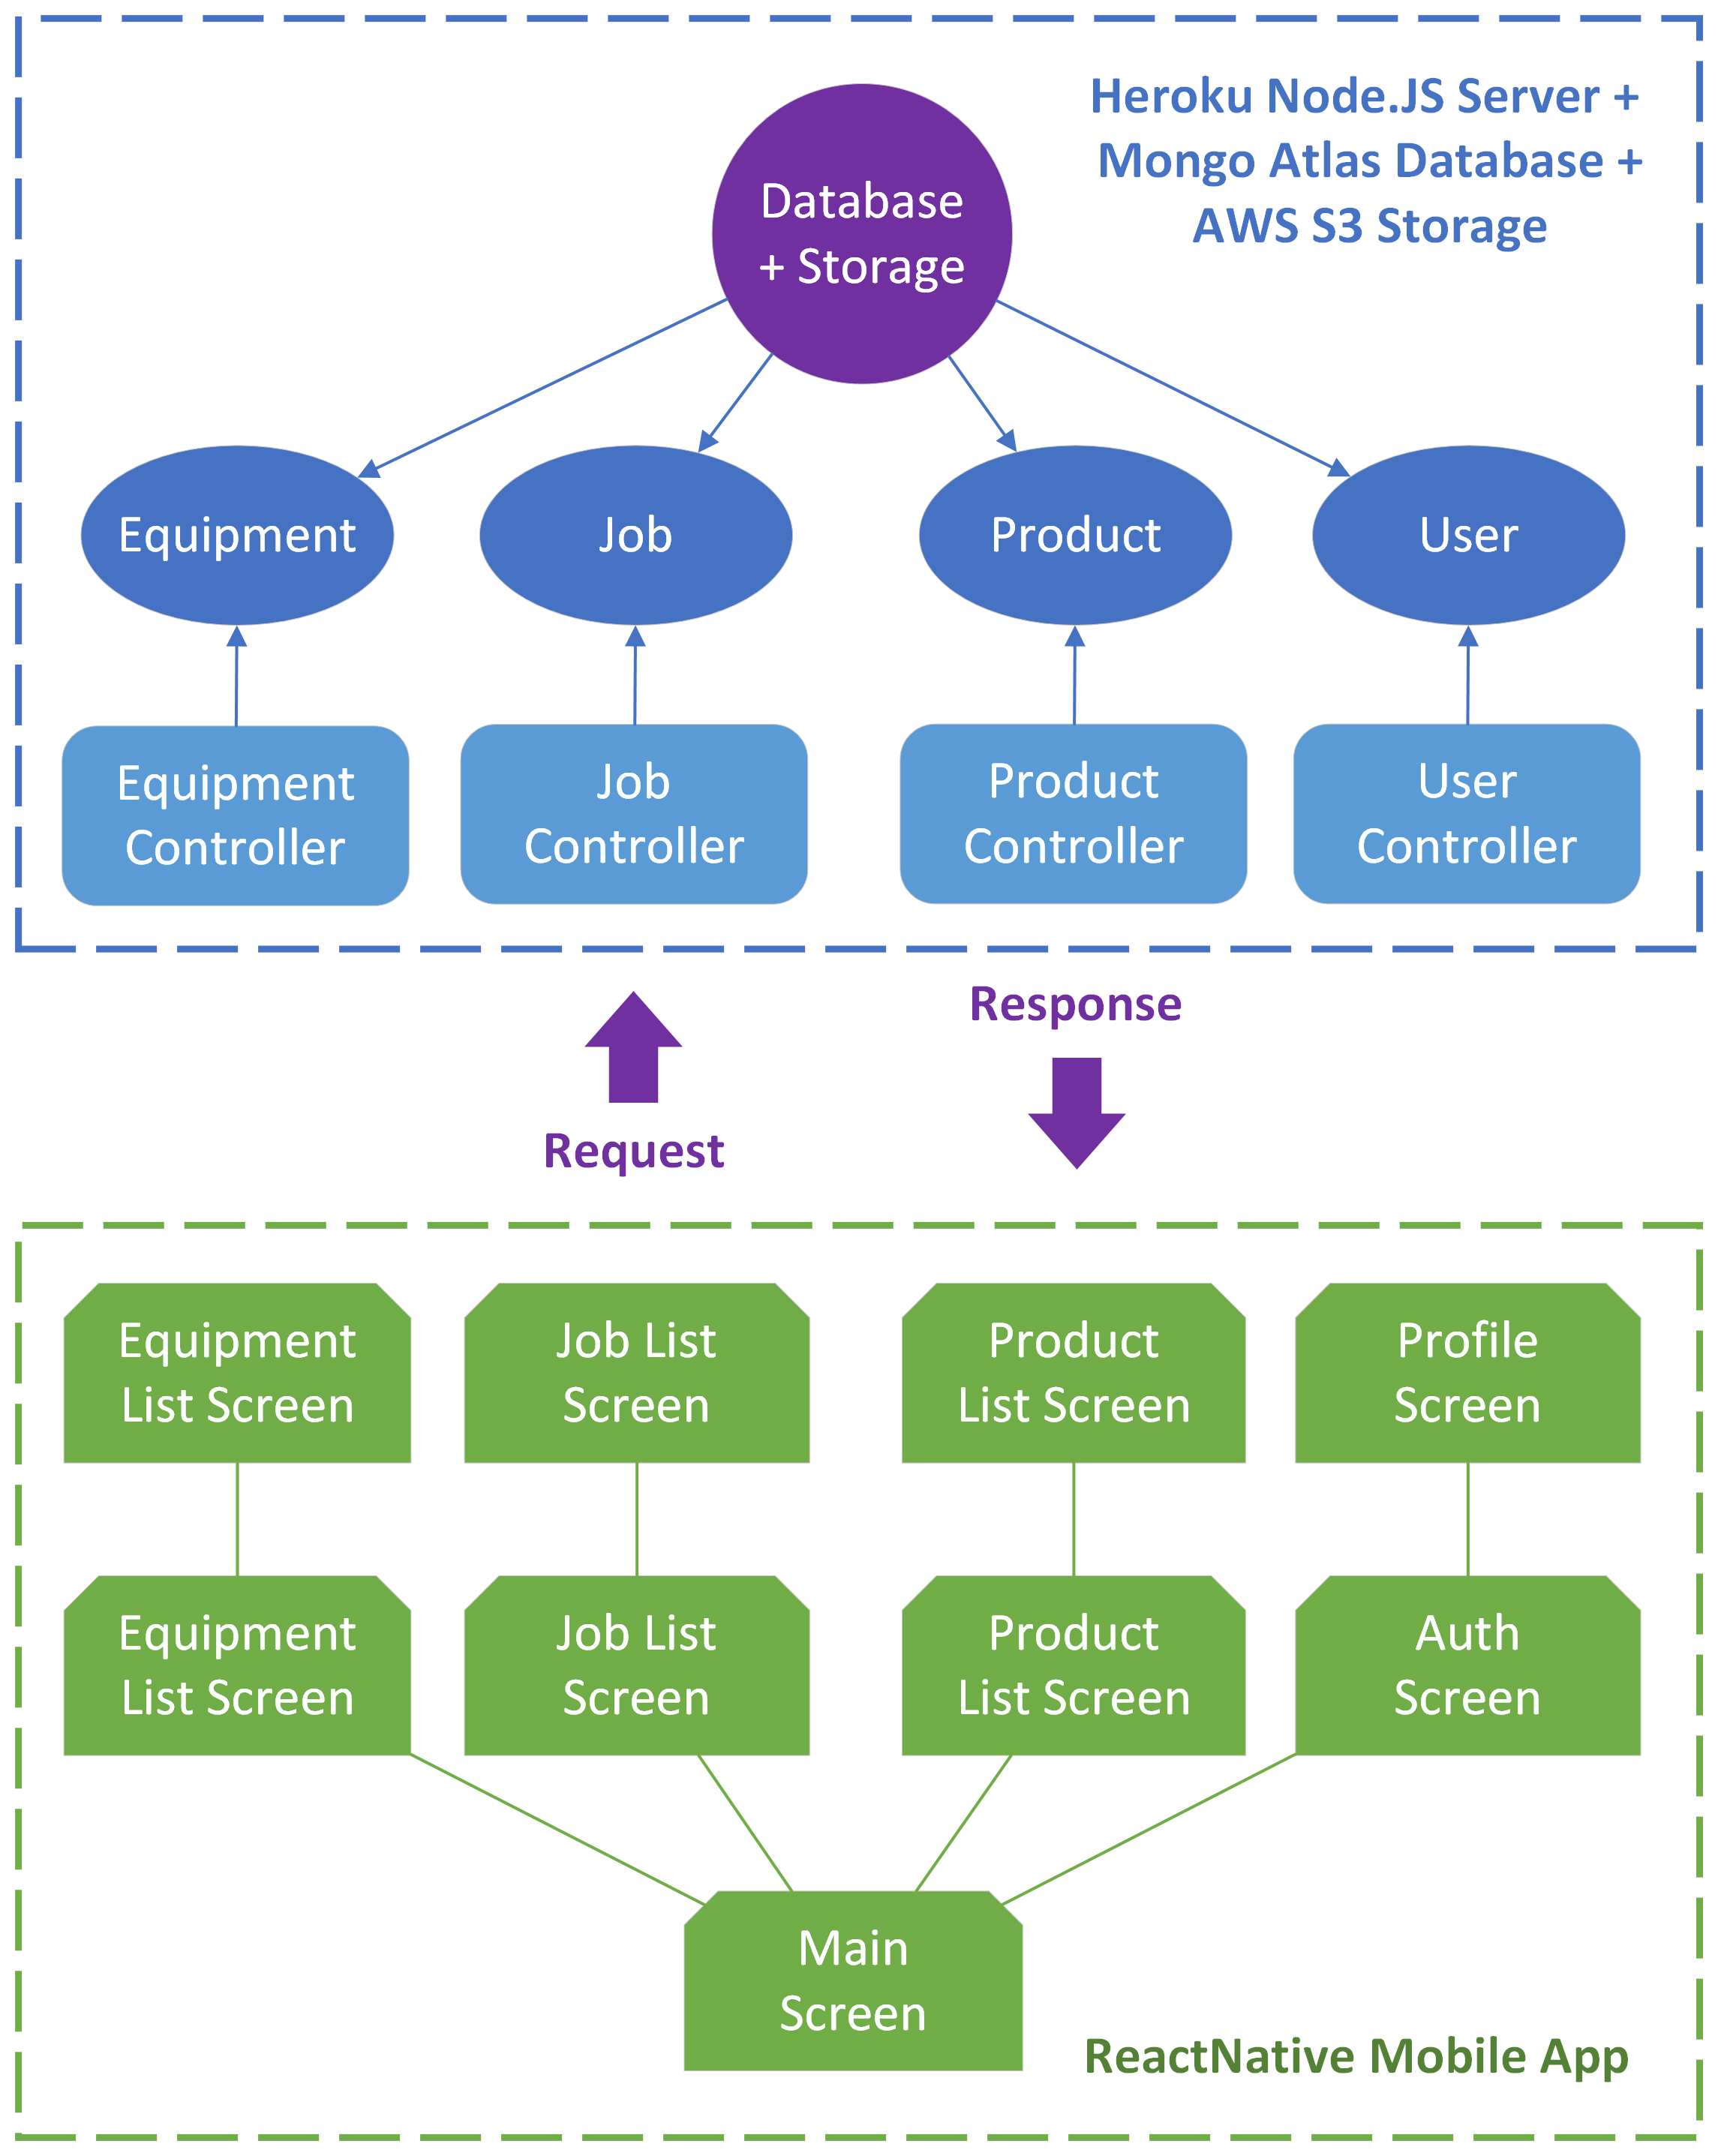 Heroku Node.JS Server +
Mongo Atlas Database +
AWS S3 Storage
Database
+ Storage
Equipment
Job
Product
User
Equipment
Controller
Job
Controller
Product
Controller
User
Controller
Response
Request
Equipment
List Screen
Job List
Screen
Product
List Screen
Profile
Screen
Equipment
List Screen
Job List
Screen
Product
List Screen
Auth
Screen
Main
Screen
ReactNative Mobile App